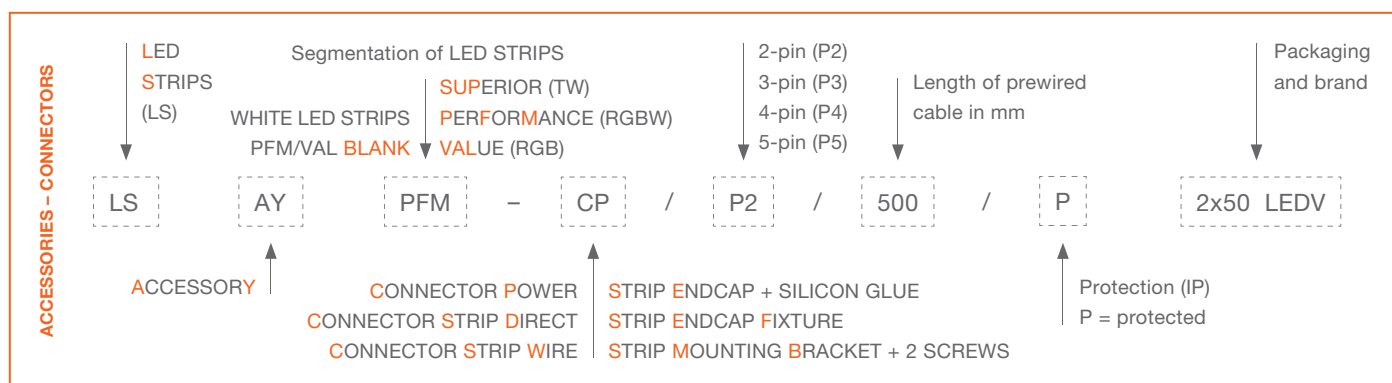 ACCESSORIES – CONNECTORS
LED
STRIPS
(LS)
Segmentation of LED STRIPS
WHITE LED STRIPS
PFM/VAL BLANK
SUPERIOR (TW)
PERFORMANCE (RGBW)
VALUE (RGB)
2-pin (P2)
3-pin (P3)
4-pin (P4)
5-pin (P5)
Length of prewired
cable in mm
Packaging
and brand
LS AY PFM – CP / P2 / 500 / P 2x50 LEDV
ACCESSORY
CONNECTOR POWER
CONNECTOR STRIP DIRECT
CONNECTOR STRIP WIRE
STRIP ENDCAP + SILICON GLUE
STRIP ENDCAP FIXTURE
STRIP MOUNTING BRACKET + 2 SCREWS
Protection (IP)
P = protected